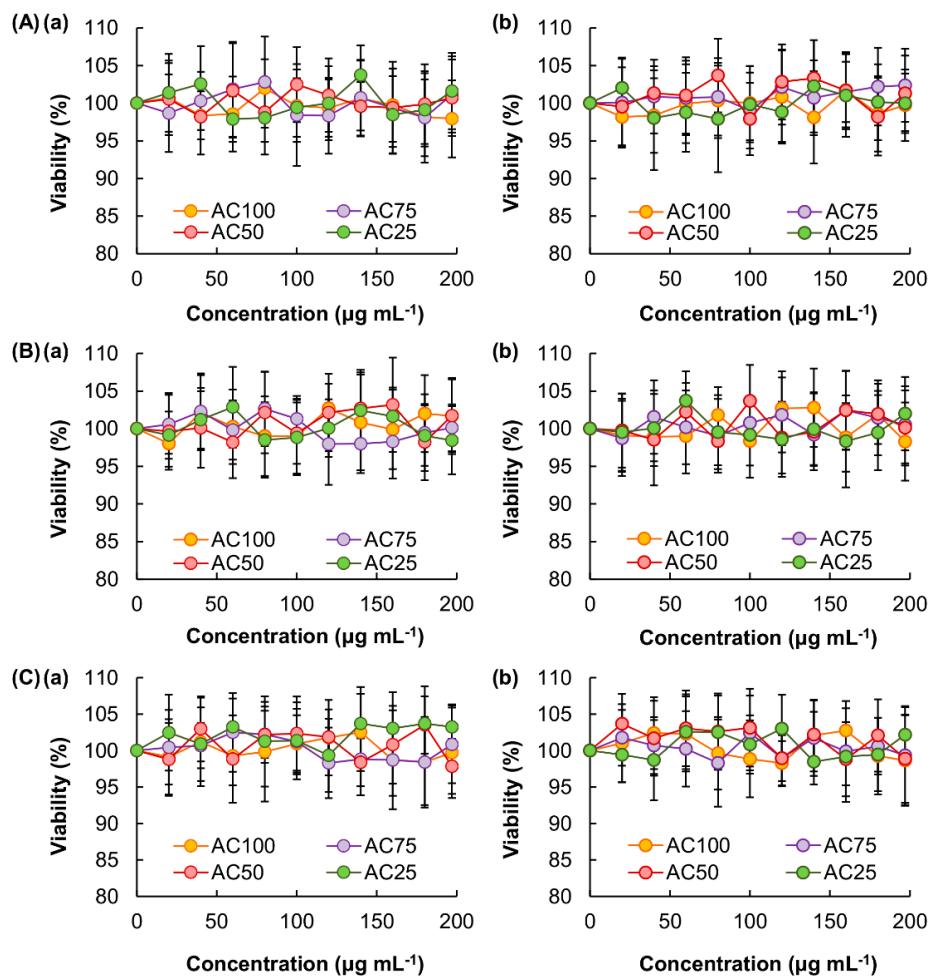 (A) (a)
110
105
100
95
90
85
80
Viability (%)
AC100 AC75
AC50 AC25
0 50 100 150 200
Concentration (µg mL⁻¹)
(b)
110
105
100
95
90
85
80
Viability (%)
AC100 AC75
AC50 AC25
0 50 100 150 200
Concentration (µg mL⁻¹)
(B) (a)
110
105
100
95
90
85
80
Viability (%)
AC100 AC75
AC50 AC25
0 50 100 150 200
Concentration (µg mL⁻¹)
(b)
110
105
100
95
90
85
80
Viability (%)
AC100 AC75
AC50 AC25
0 50 100 150 200
Concentration (µg mL⁻¹)
(C) (a)
110
105
100
95
90
85
80
Viability (%)
AC100 AC75
AC50 AC25
0 50 100 150 200
Concentration (µg mL⁻¹)
(b)
110
105
100
95
90
85
80
Viability (%)
AC100 AC75
AC50 AC25
0 50 100 150 200
Concentration (µg mL⁻¹)